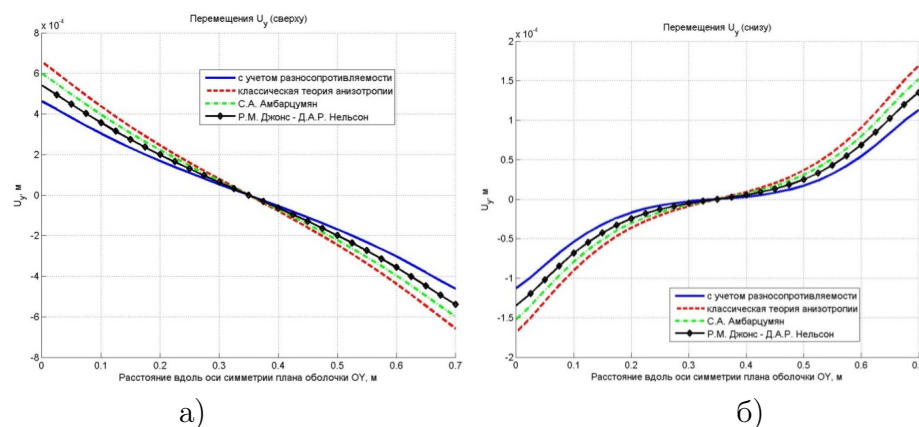 Перемещения U_y (сверху)
x 10⁻⁴
8
6
4
2
0
-2
-4
-6
-8
U_y, м
с учетом разносопротивляемости
классическая теория анизотропии
С.А. Амбарцумян
Р.М. Джонс - Д.А.Р. Нельсон
0 0.1 0.2 0.3 0.4 0.5 0.6 0.7
Расстояние вдоль оси симметрии плана оболочки OY, м
а)
Перемещения U_y (снизу)
x 10⁻⁴
2
1.5
1
0.5
0
-0.5
-1
-1.5
-2
U_y, м
с учетом разносопротивляемости
классическая теория анизотропии
С.А. Амбарцумян
Р.М. Джонс - Д.А.Р. Нельсон
0 0.1 0.2 0.3 0.4 0.5 0.6 0.7
Расстояние вдоль оси симметрии плана оболочки OY, м
б)